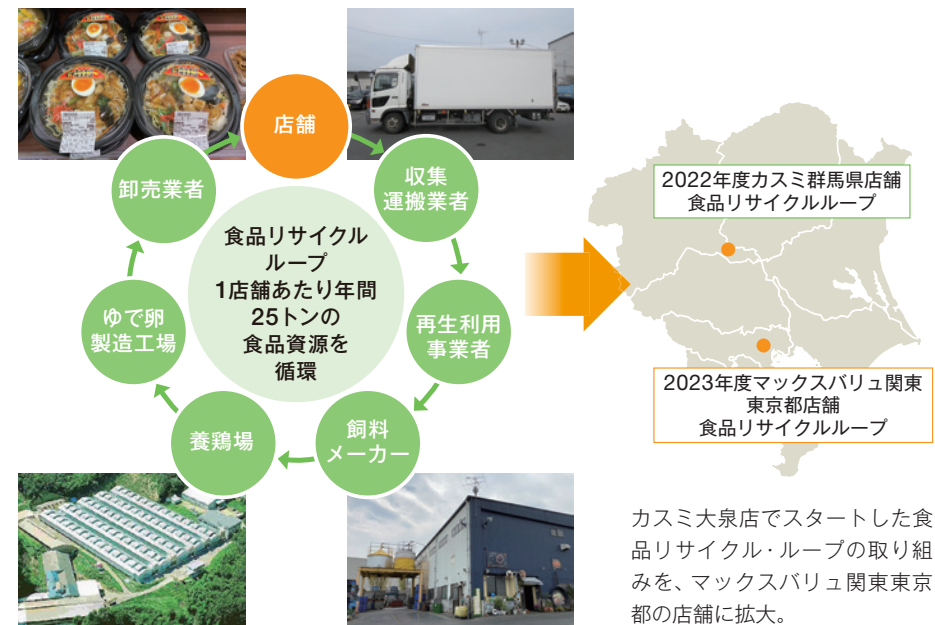 店舗
収集
運搬業者
再生利用
事業者
飼料
メーカー
養鶏場
ゆで卵
製造工場
卸売業者
食品リサイクル
ループ
1店舗あたり年間
25トンの
食品資源を
循環
2022年度カスミ群馬県店舗
食品リサイクルループ
2023年度マックスバリュ関東
東京都店舗
食品リサイクルループ
カスミ大泉店でスタートした食
品リサイクル・ループの取り組
みを、マックスバリュ関東東京
都の店舗に拡大。